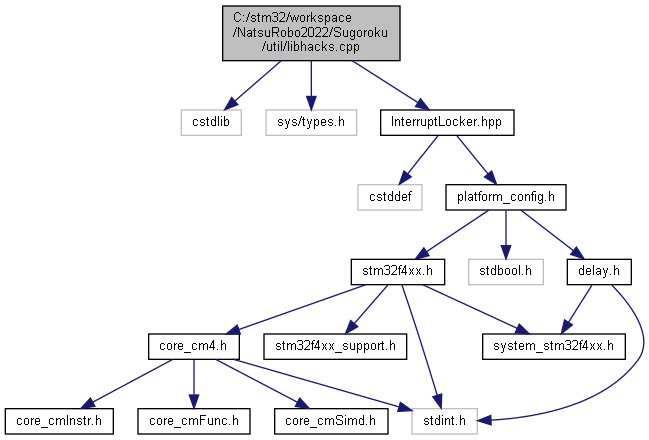 C:/stm32/workspace
/NatsuRobo2022/Sugoroku
/util/libhacks.cpp
cstdlib
sys/types.h
InterruptLocker.hpp
cstddef
platform_config.h
stm32f4xx.h
stdbool.h
delay.h
core_cm4.h
stm32f4xx_support.h
system_stm32f4xx.h
core_cmInstr.h
core_cmFunc.h
core_cmSimd.h
stdint.h